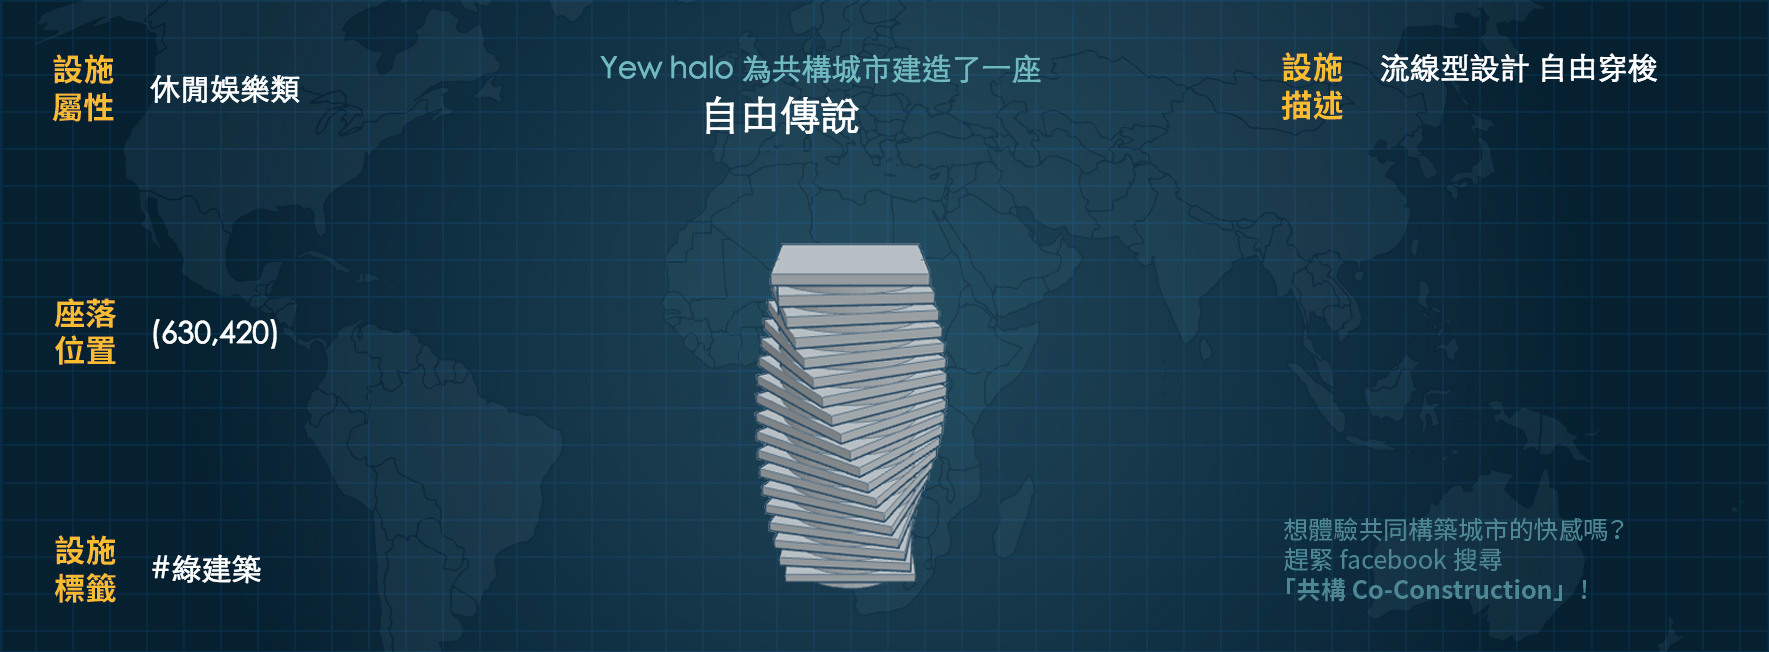 設施
屬性
休閒娛樂類
Yew halo 為共構城市建造了一座
自由傳說
設施
描述
流線型設計 自由穿梭
座落
位置
(630,420)
設施
標籤
#綠建築
想體驗共同構築城市的快感嗎?
趕緊 facebook 搜尋
「共構 Co-Construction」!